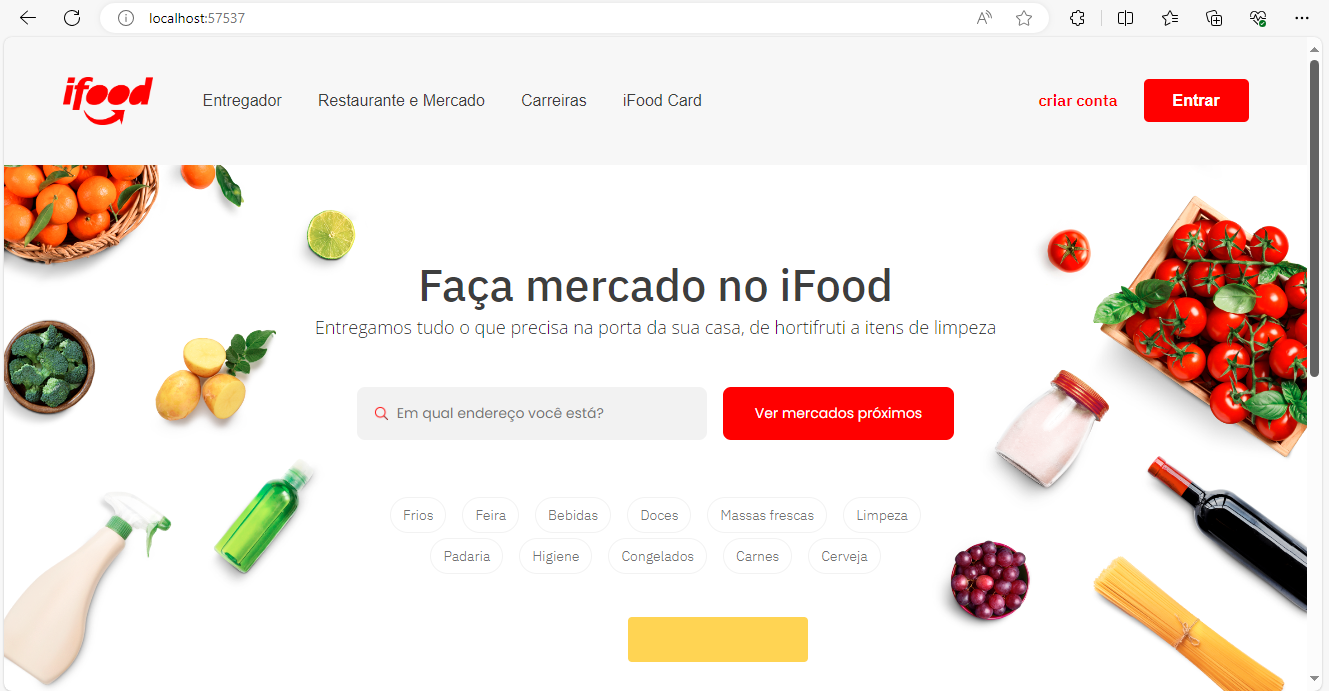 localhost:57537
ifood
Entregador Restaurante e Mercado Carreiras iFood Card criar conta Entrar
Faça mercado no iFood
Entregamos tudo o que precisa na porta da sua casa, de hortifruti a itens de limpeza
Em qual endereço você está? Ver mercados próximos
Frios Feira Bebidas Doces Massas frescas Limpeza
Padaria Higiene Congelados Carnes Cerveja